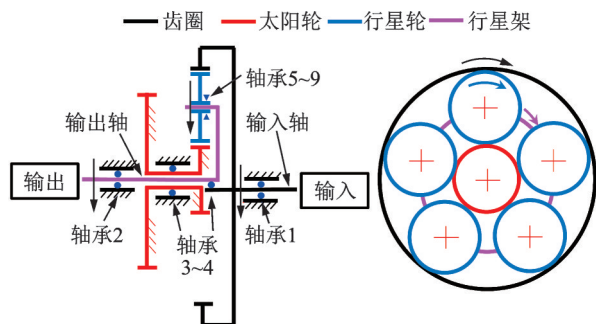 齿圈 太阳轮 行星轮 行星架
轴承5~9
输出轴
输入轴
输出
输入
轴承2
轴承
3~4
轴承1